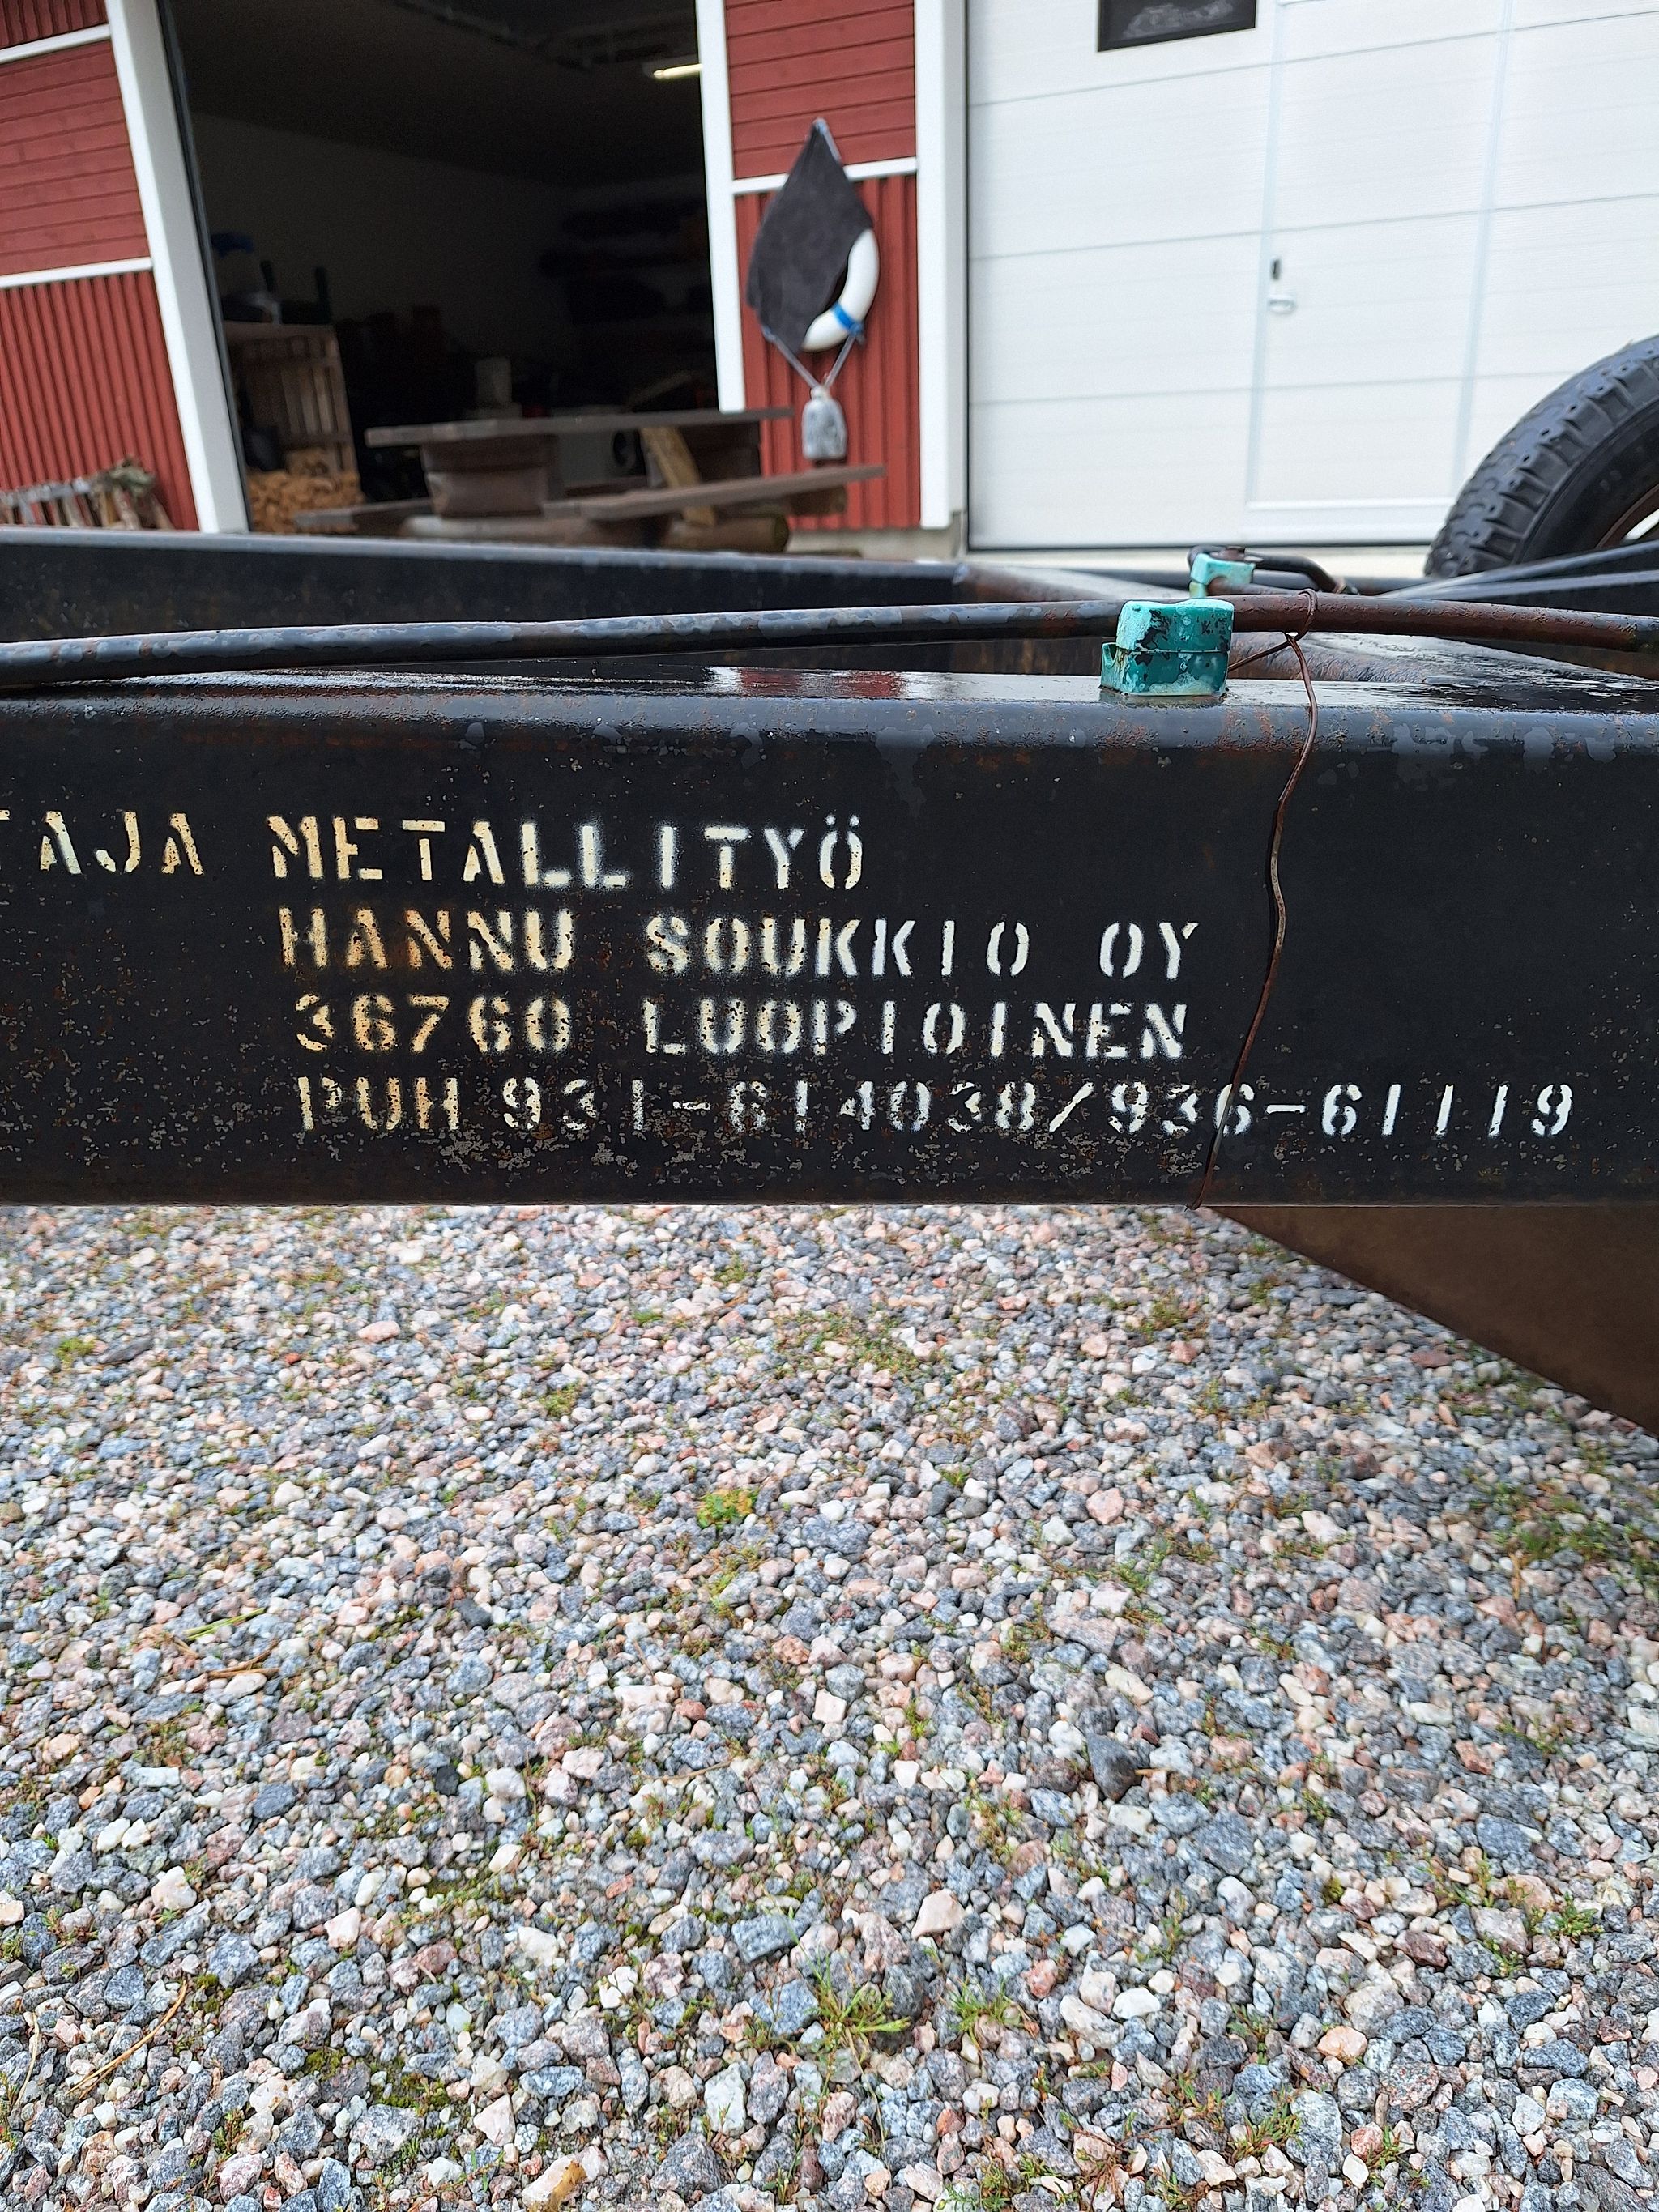 TAJA METALLITYÖ
HANNU SOUKKIO OY
36760 LUOPIOINEN
PUH 931-614038/936-61119